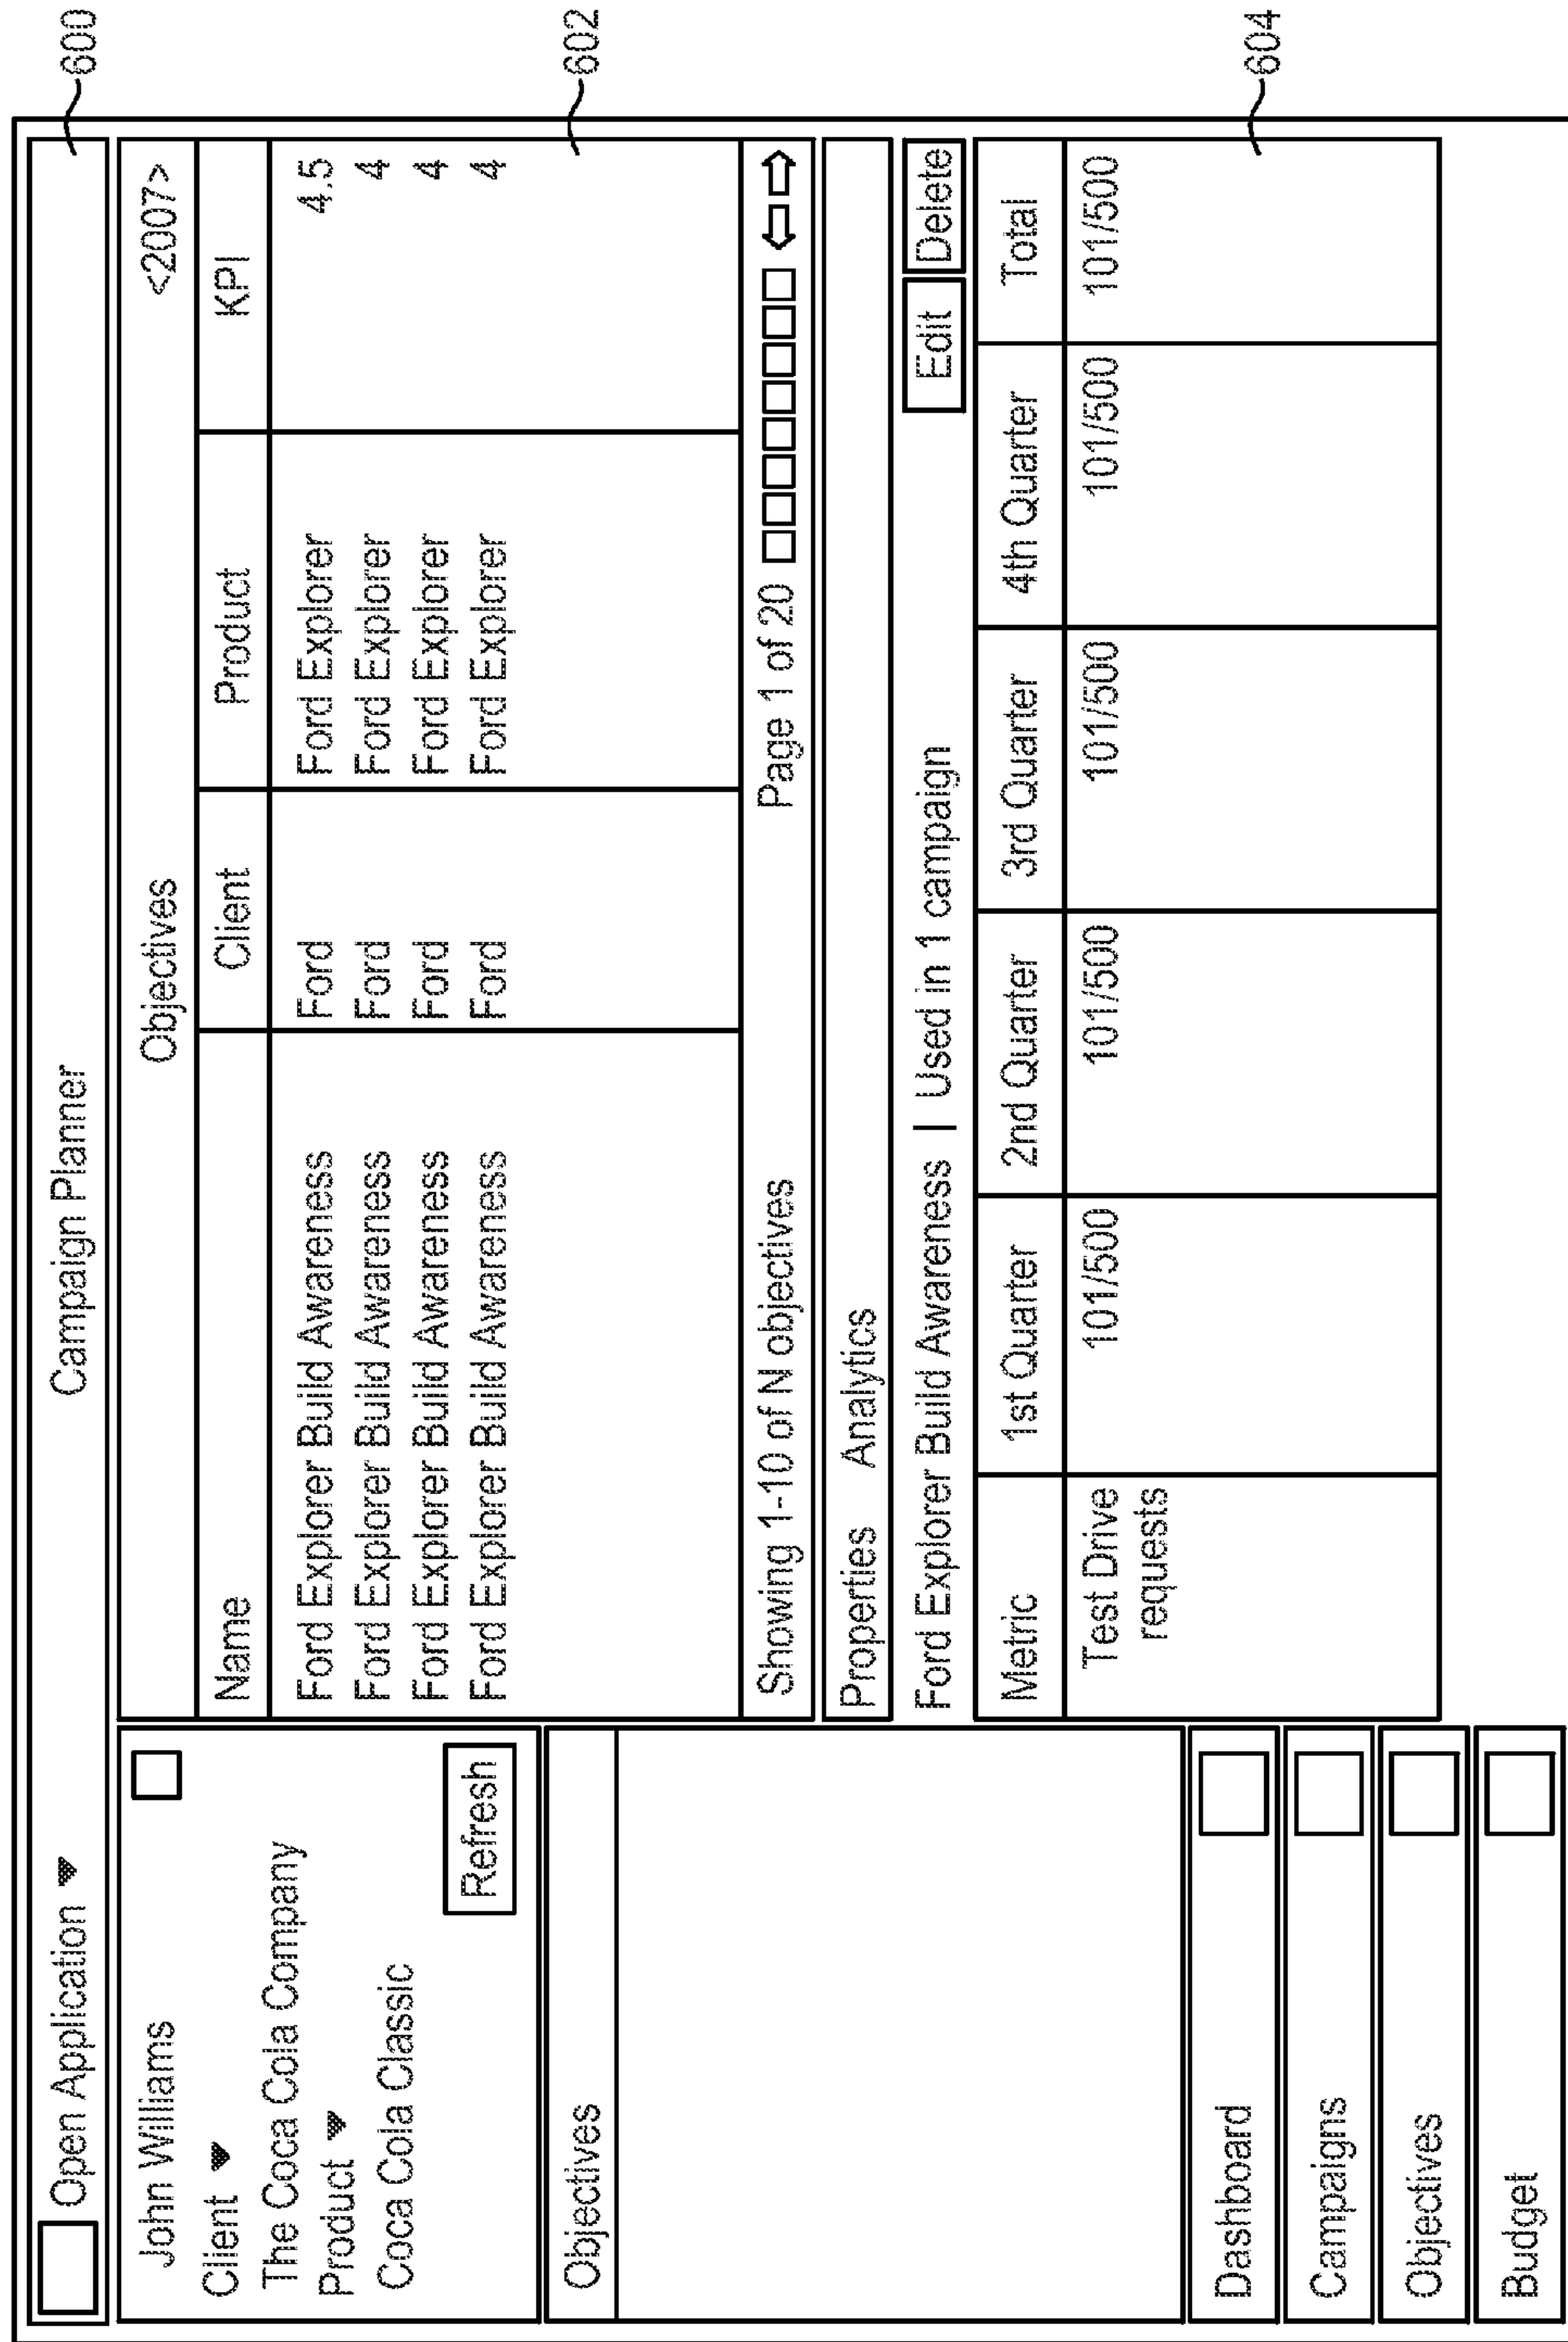 Open Application Campaign Planner 600
John Williams
Client
The Coca Cola Company
Product
Coca Cola Classic
Refresh
Objectives
Dashboard
Campaigns
Objectives
Budget
Objectives <2007>
Name Client Product KPI
Ford Explorer Build Awareness Ford Ford Explorer 4.5
Ford Explorer Build Awareness Ford Ford Explorer 4
Ford Explorer Build Awareness Ford Ford Explorer 4
Ford Explorer Build Awareness Ford Ford Explorer 4
602
Showing 1-10 of N objectives Page 1 of 20
Properties Analytics
Ford Explorer Build Awareness | Used in 1 campaign Edit Delete
Metric 1st Quarter 2nd Quarter 3rd Quarter 4th Quarter Total
Test Drive 101/500 101/500 101/500 101/500 101/500
requests
604